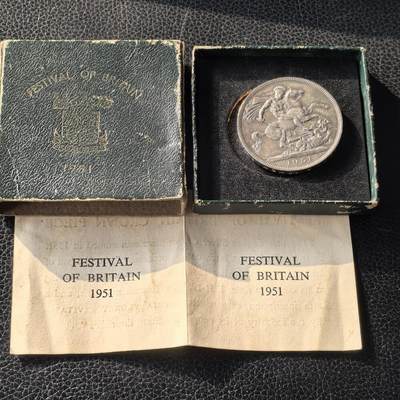 FESTIVAL OF BRITAIN
1951
1951
FESTIVAL
OF BRITAIN
1951
FESTIVAL
OF BRITAIN
1951